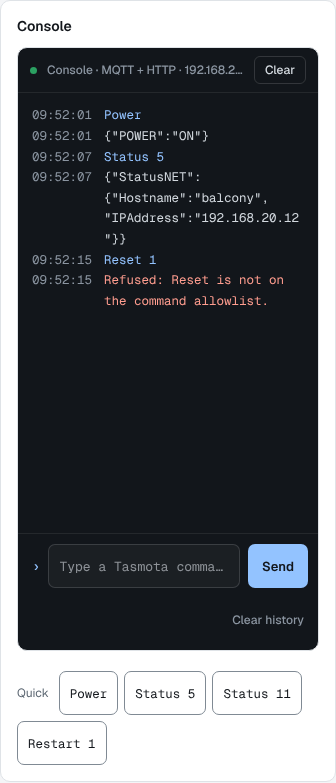 Console
Console · MQTT + HTTP · 192.168.2… Clear
09:52:01 Power
09:52:01 {"POWER":"ON"}
09:52:07 Status 5
09:52:07 {"StatusNET":
{"Hostname":"balcony",
"IPAddress":"192.168.20.12
"}}
09:52:15 Reset 1
09:52:15 Refused: Reset is not on
the command allowlist.
› Type a Tasmota comma… Send
Clear history
Quick Power Status 5 Status 11
Restart 1